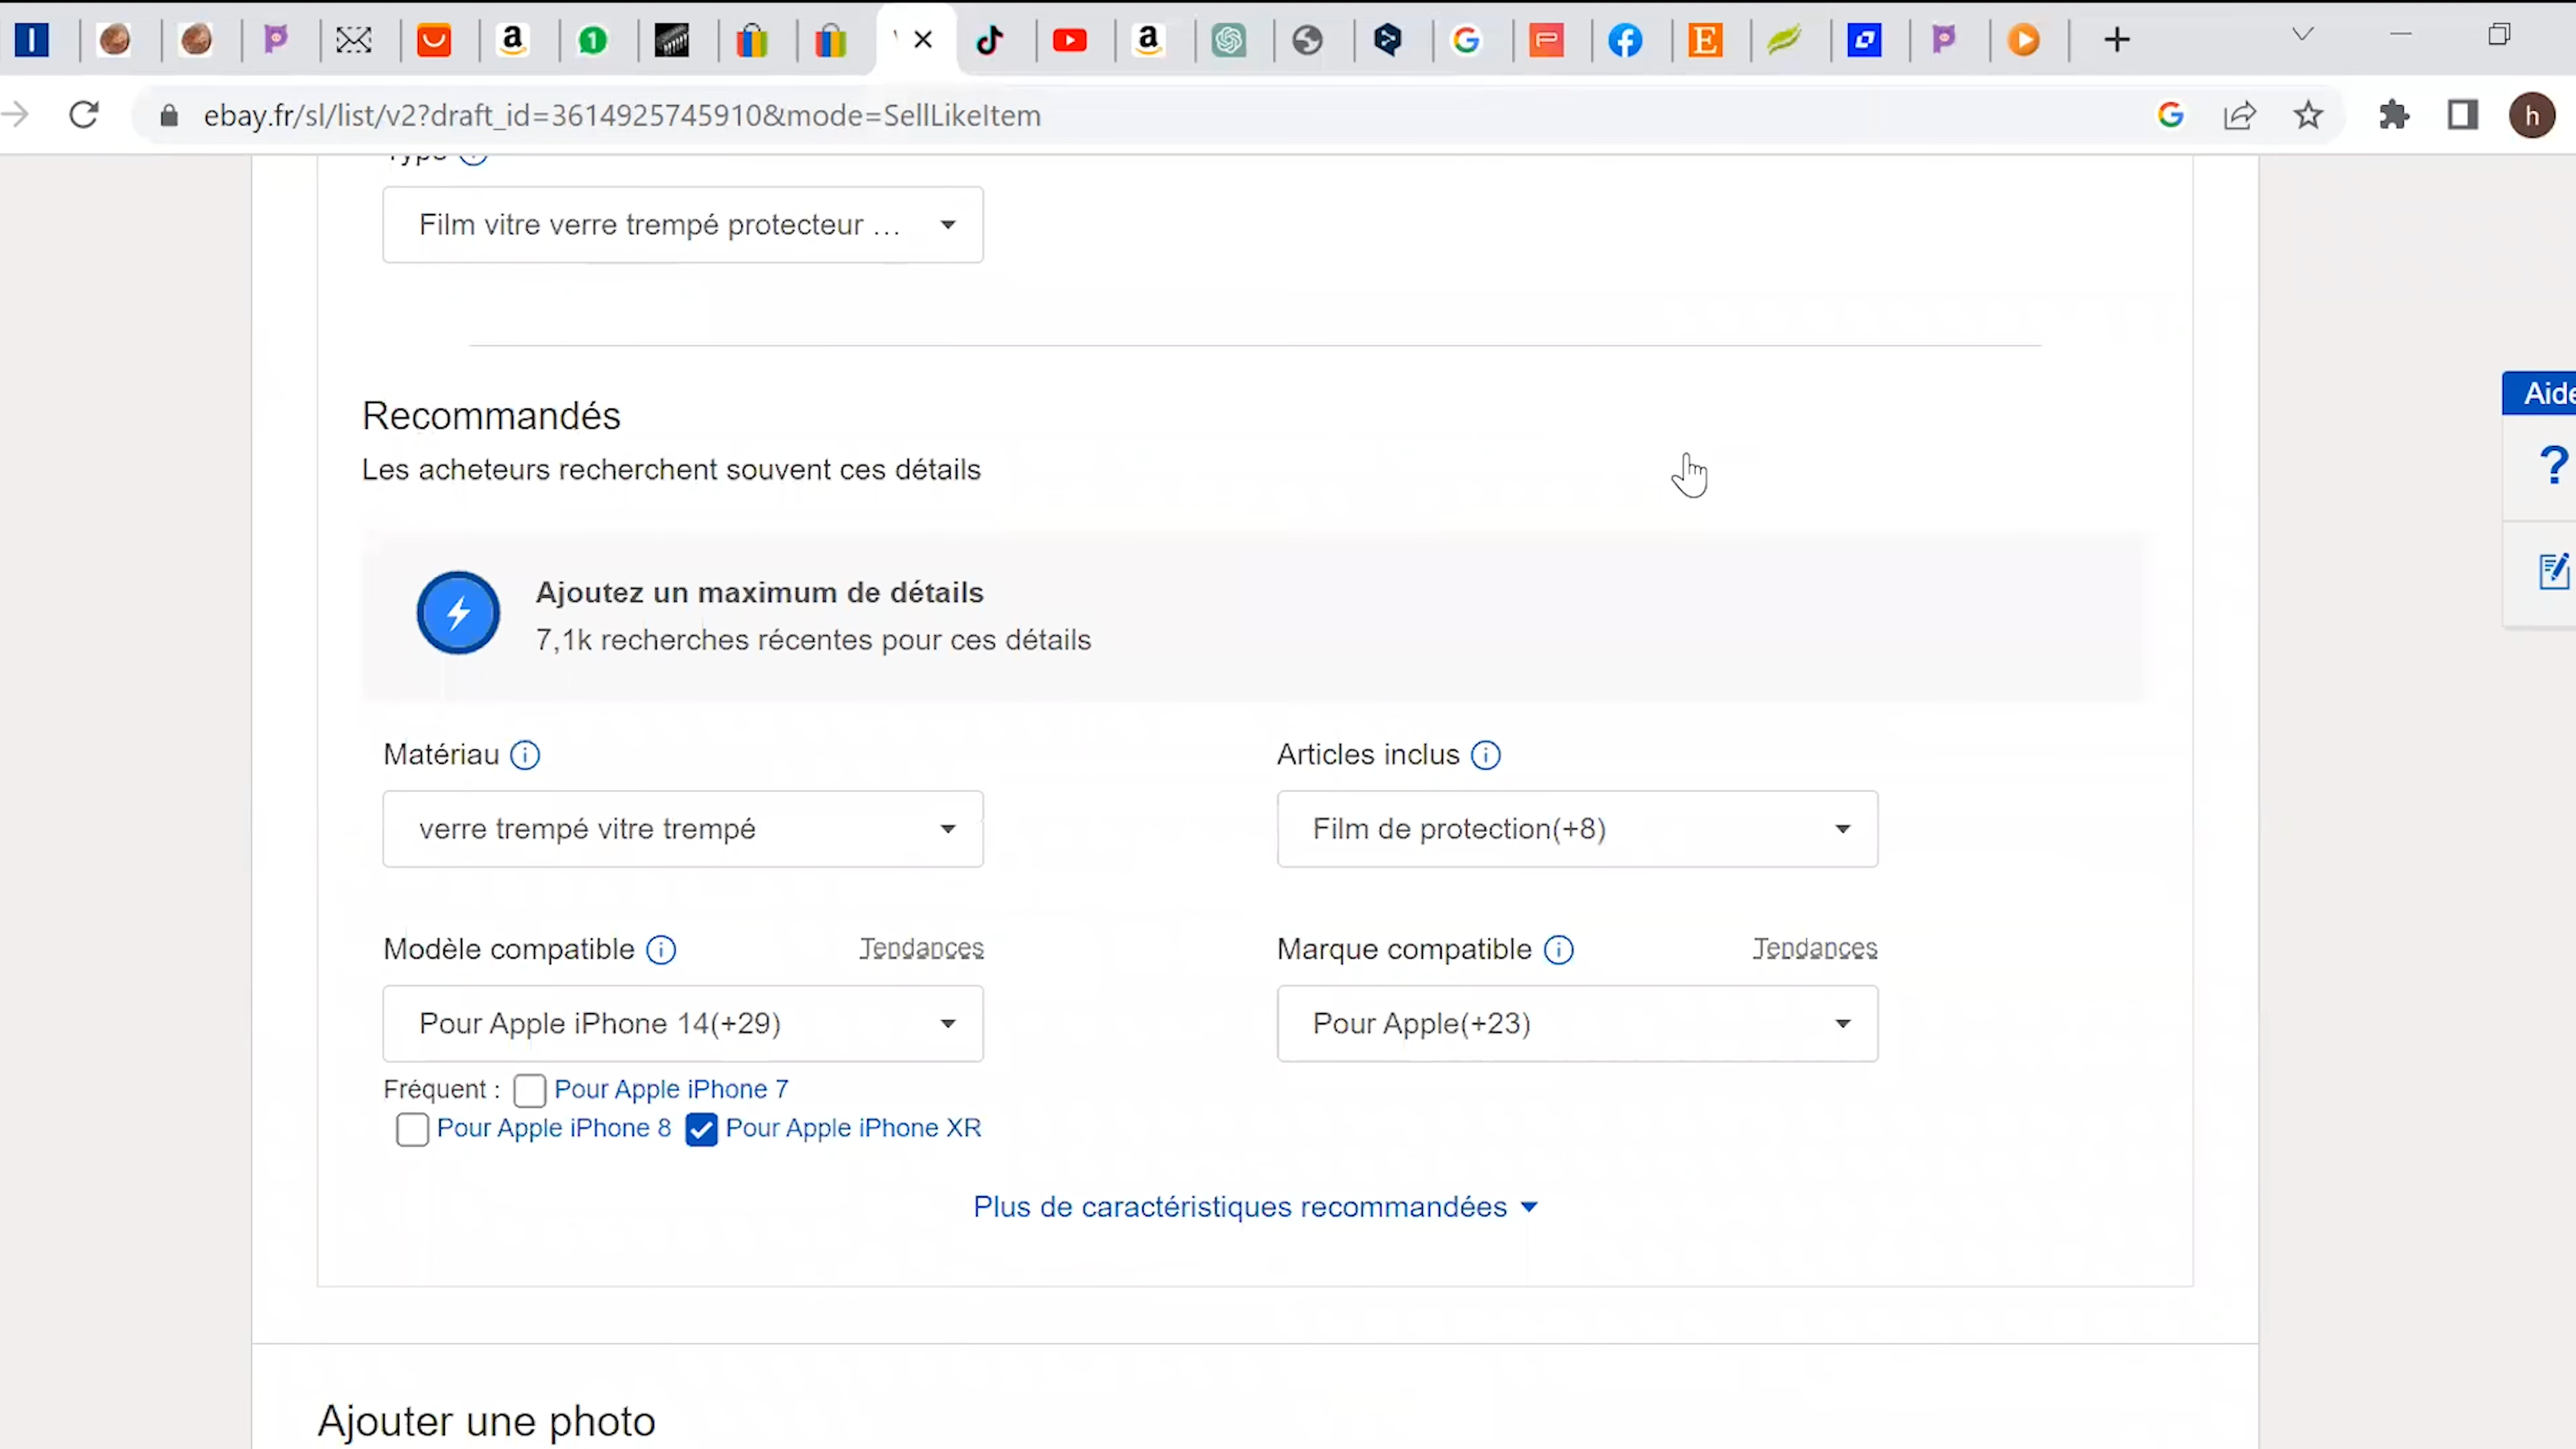 ebay.fr/sl/list/v2?draft_id=3614925745910&mode=SellLikeItem
h
Type
Film vitre verre trempé protecteur ...
Recommandés
Les acheteurs recherchent souvent ces détails
Aide
?
Ajoutez un maximum de détails
7,1k recherches récentes pour ces détails
Matériau
Articles inclus
verre trempé vitre trempé
Film de protection(+8)
Modèle compatible
Tendances
Marque compatible
Tendances
Pour Apple iPhone 14(+29)
Pour Apple(+23)
Fréquent : Pour Apple iPhone 7
Pour Apple iPhone 8 Pour Apple iPhone XR
Plus de caractéristiques recommandées
Ajouter une photo